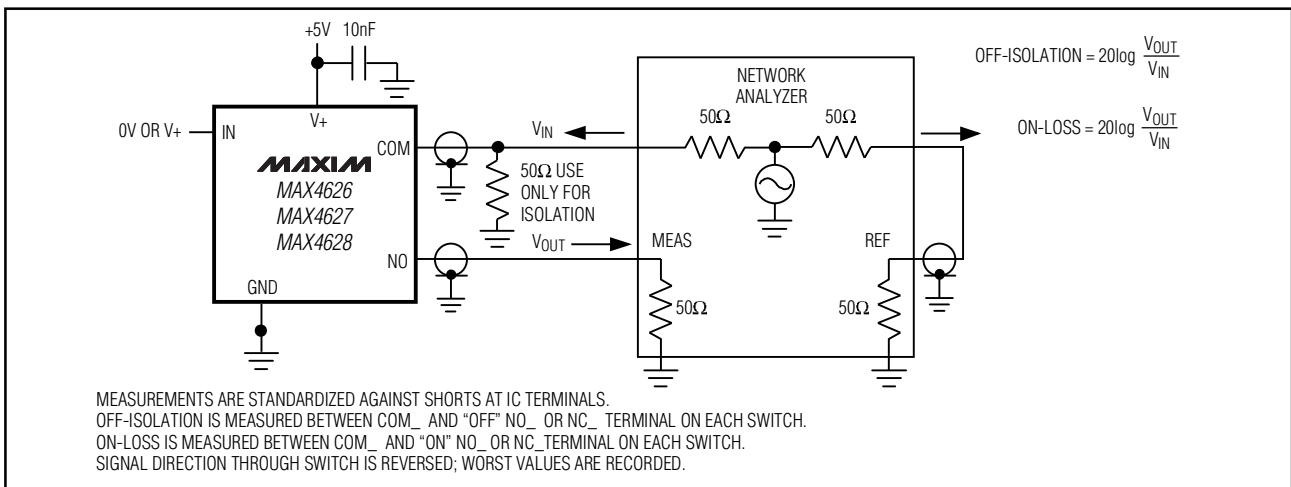 +5V 10nF
V+
0V OR V+
IN
COM
MAXIM
MAX4626
MAX4627
MAX4628
NO
GND
VIN
50Ω USE
ONLY FOR
ISOLATION
VOUT
NETWORK
ANALYZER
50Ω 50Ω
MEAS REF
50Ω 50Ω
OFF-ISOLATION = 20log VOUT
VIN
ON-LOSS = 20log VOUT
VIN
MEASUREMENTS ARE STANDARDIZED AGAINST SHORTS AT IC TERMINALS.
OFF-ISOLATION IS MEASURED BETWEEN COM_ AND “OFF” NO_ OR NC_ TERMINAL ON EACH SWITCH.
ON-LOSS IS MEASURED BETWEEN COM_ AND “ON” NO_ OR NC_TERMINAL ON EACH SWITCH.
SIGNAL DIRECTION THROUGH SWITCH IS REVERSED; WORST VALUES ARE RECORDED.